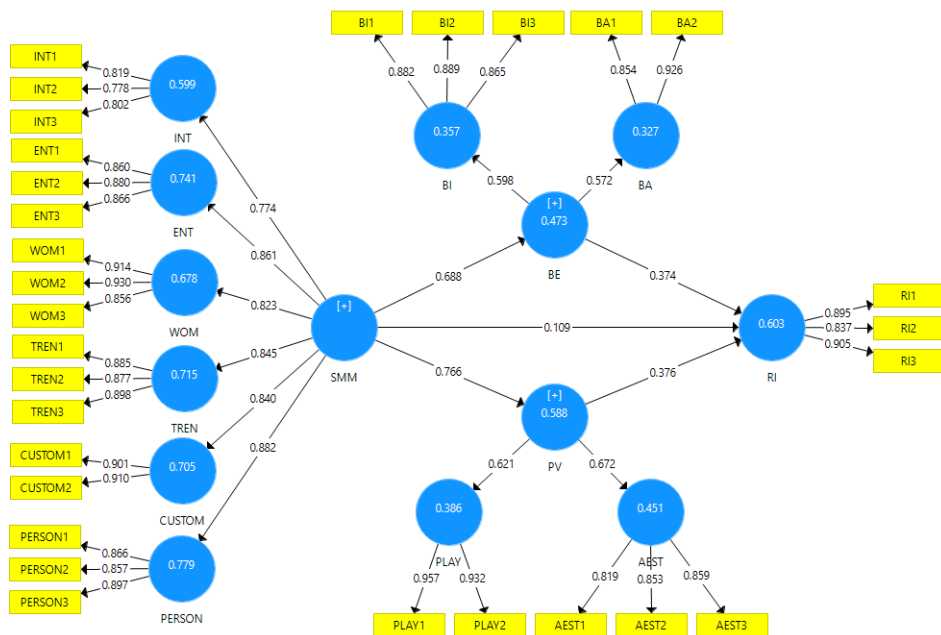 BI1
BI2
BI3
BA1
BA2
0.882
0.889
0.865
0.854
0.926
0.357
BI
0.327
BA
0.598
0.572
INT1
INT2
INT3
0.819
0.778
0.802
0.599
INT
ENT1
ENT2
ENT3
0.860
0.880
0.866
0.741
ENT
WOM1
WOM2
WOM3
0.914
0.930
0.856
0.678
WOM
TREN1
TREN2
TREN3
0.885
0.877
0.898
0.715
TREN
CUSTOM1
CUSTOM2
0.901
0.910
0.705
CUSTOM
PERSON1
PERSON2
PERSON3
0.866
0.857
0.897
0.779
PERSON
0.774
0.861
0.823
0.845
0.840
0.882
[+]
SMM
0.688
0.109
0.766
[+]
0.473
BE
0.374
0.376
[+]
0.588
PV
0.603
RI
0.895
0.837
0.905
RI1
RI2
RI3
0.621
0.672
0.386
PLAY
0.451
AEST
0.957
0.932
0.819
0.853
0.859
PLAY1
PLAY2
AEST1
AEST2
AEST3